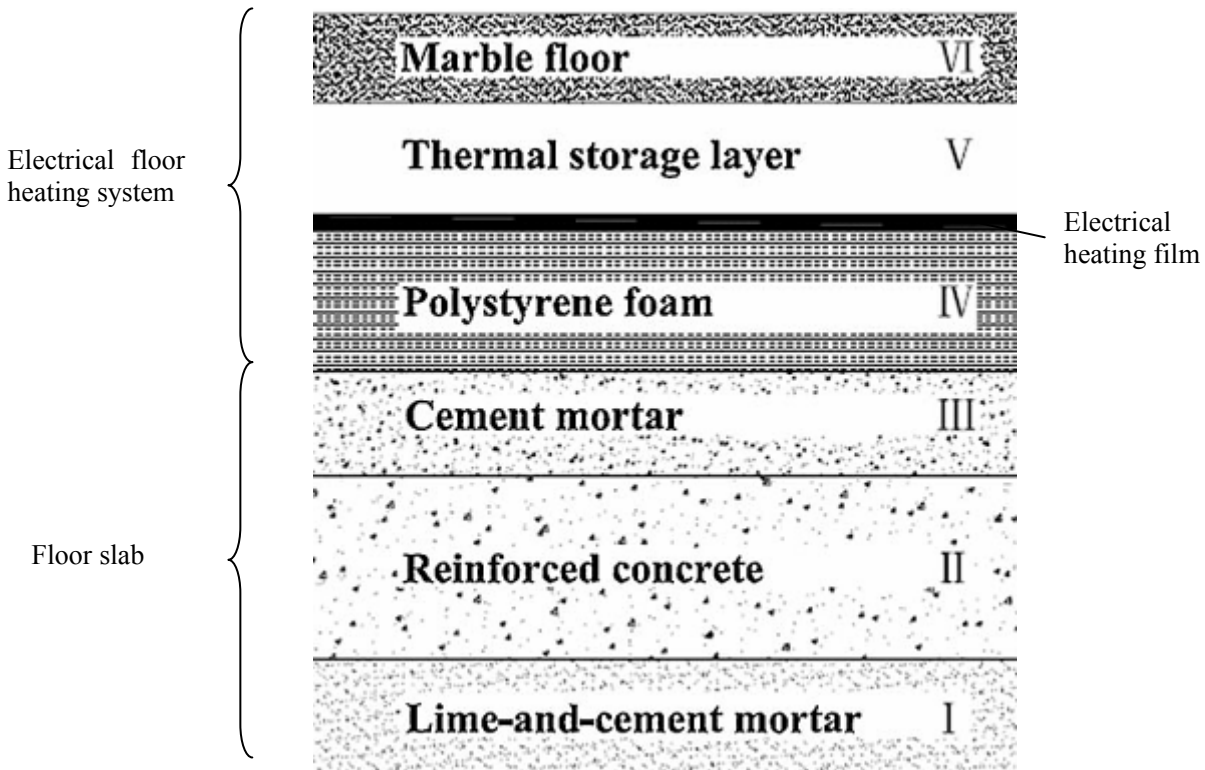 Marble floor VI
Thermal storage layer V
Electrical floor
heating system
Electrical
heating film
Polystyrene foam IV
Cement mortar III
Floor slab
Reinforced concrete II
Lime-and-cement mortar I